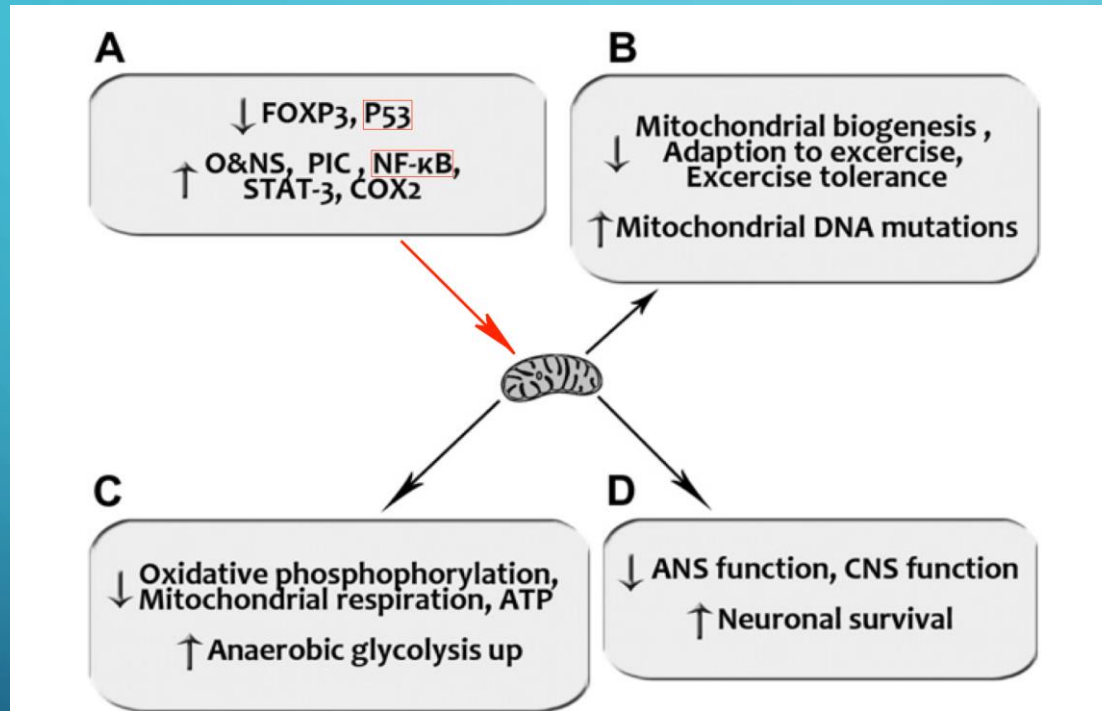 A
↓ FOXP3, P53
↑ O&NS, PIC, NF-κB,
STAT-3, COX2
B
↓ Mitochondrial biogenesis ,
Adaption to excercise,
Excercise tolerance
↑ Mitochondrial DNA mutations
C
↓ Oxidative phosphophorylation,
Mitochondrial respiration, ATP
↑ Anaerobic glycolysis up
D
↓ ANS function, CNS function
↑ Neuronal survival